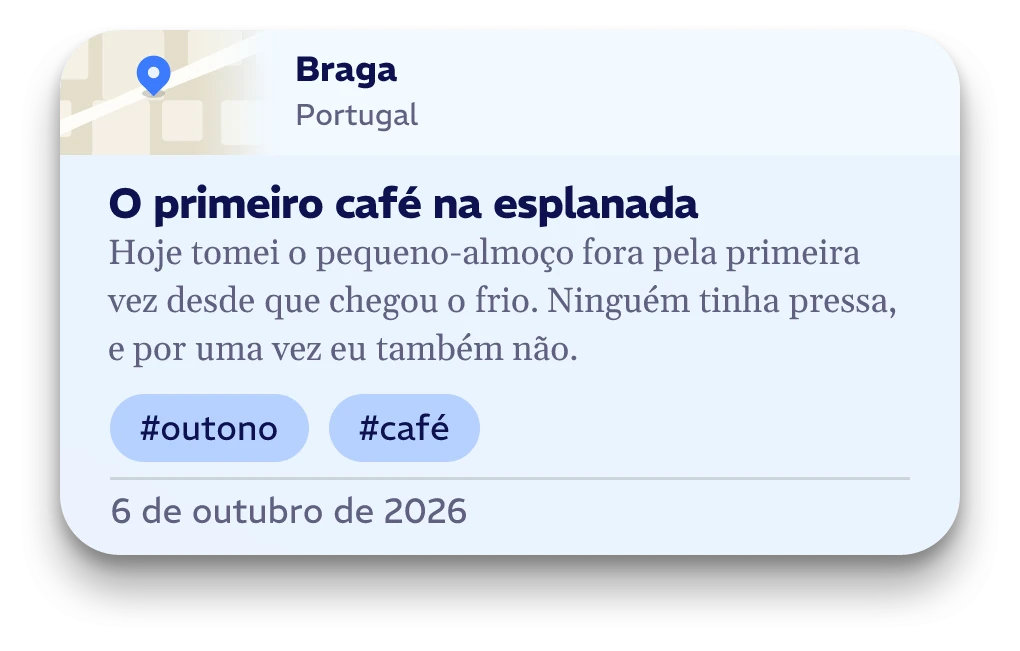 Braga
Portugal
O primeiro café na esplanada
Hoje tomei o pequeno-almoço fora pela primeira
vez desde que chegou o frio. Ninguém tinha pressa,
e por uma vez eu também não.
#outono #café
6 de outubro de 2026